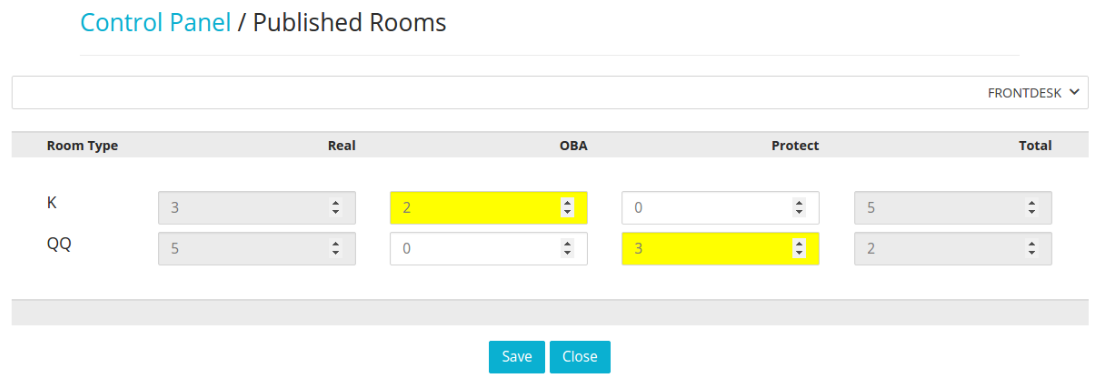 Control Panel / Published Rooms
FRONTDESK
Room Type Real OBA Protect Total
K 3 2 0 5
QQ 5 0 3 2
Save Close